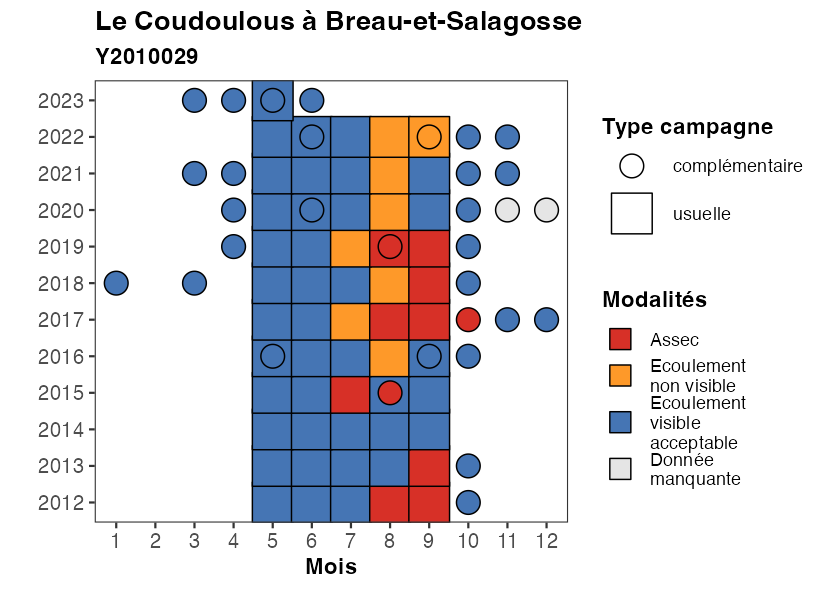 Le Coudoulous à Breau-et-Salagosse
Y2010029
2023
2022
2021
2020
2019
2018
2017
2016
2015
2014
2013
2012
1 2 3 4 5 6 7 8 9 10 11 12
Mois
Type campagne
complémentaire
usuelle
Modalités
Assec
Ecoulement
non visible
Ecoulement
visible
acceptable
Donnée
manquante